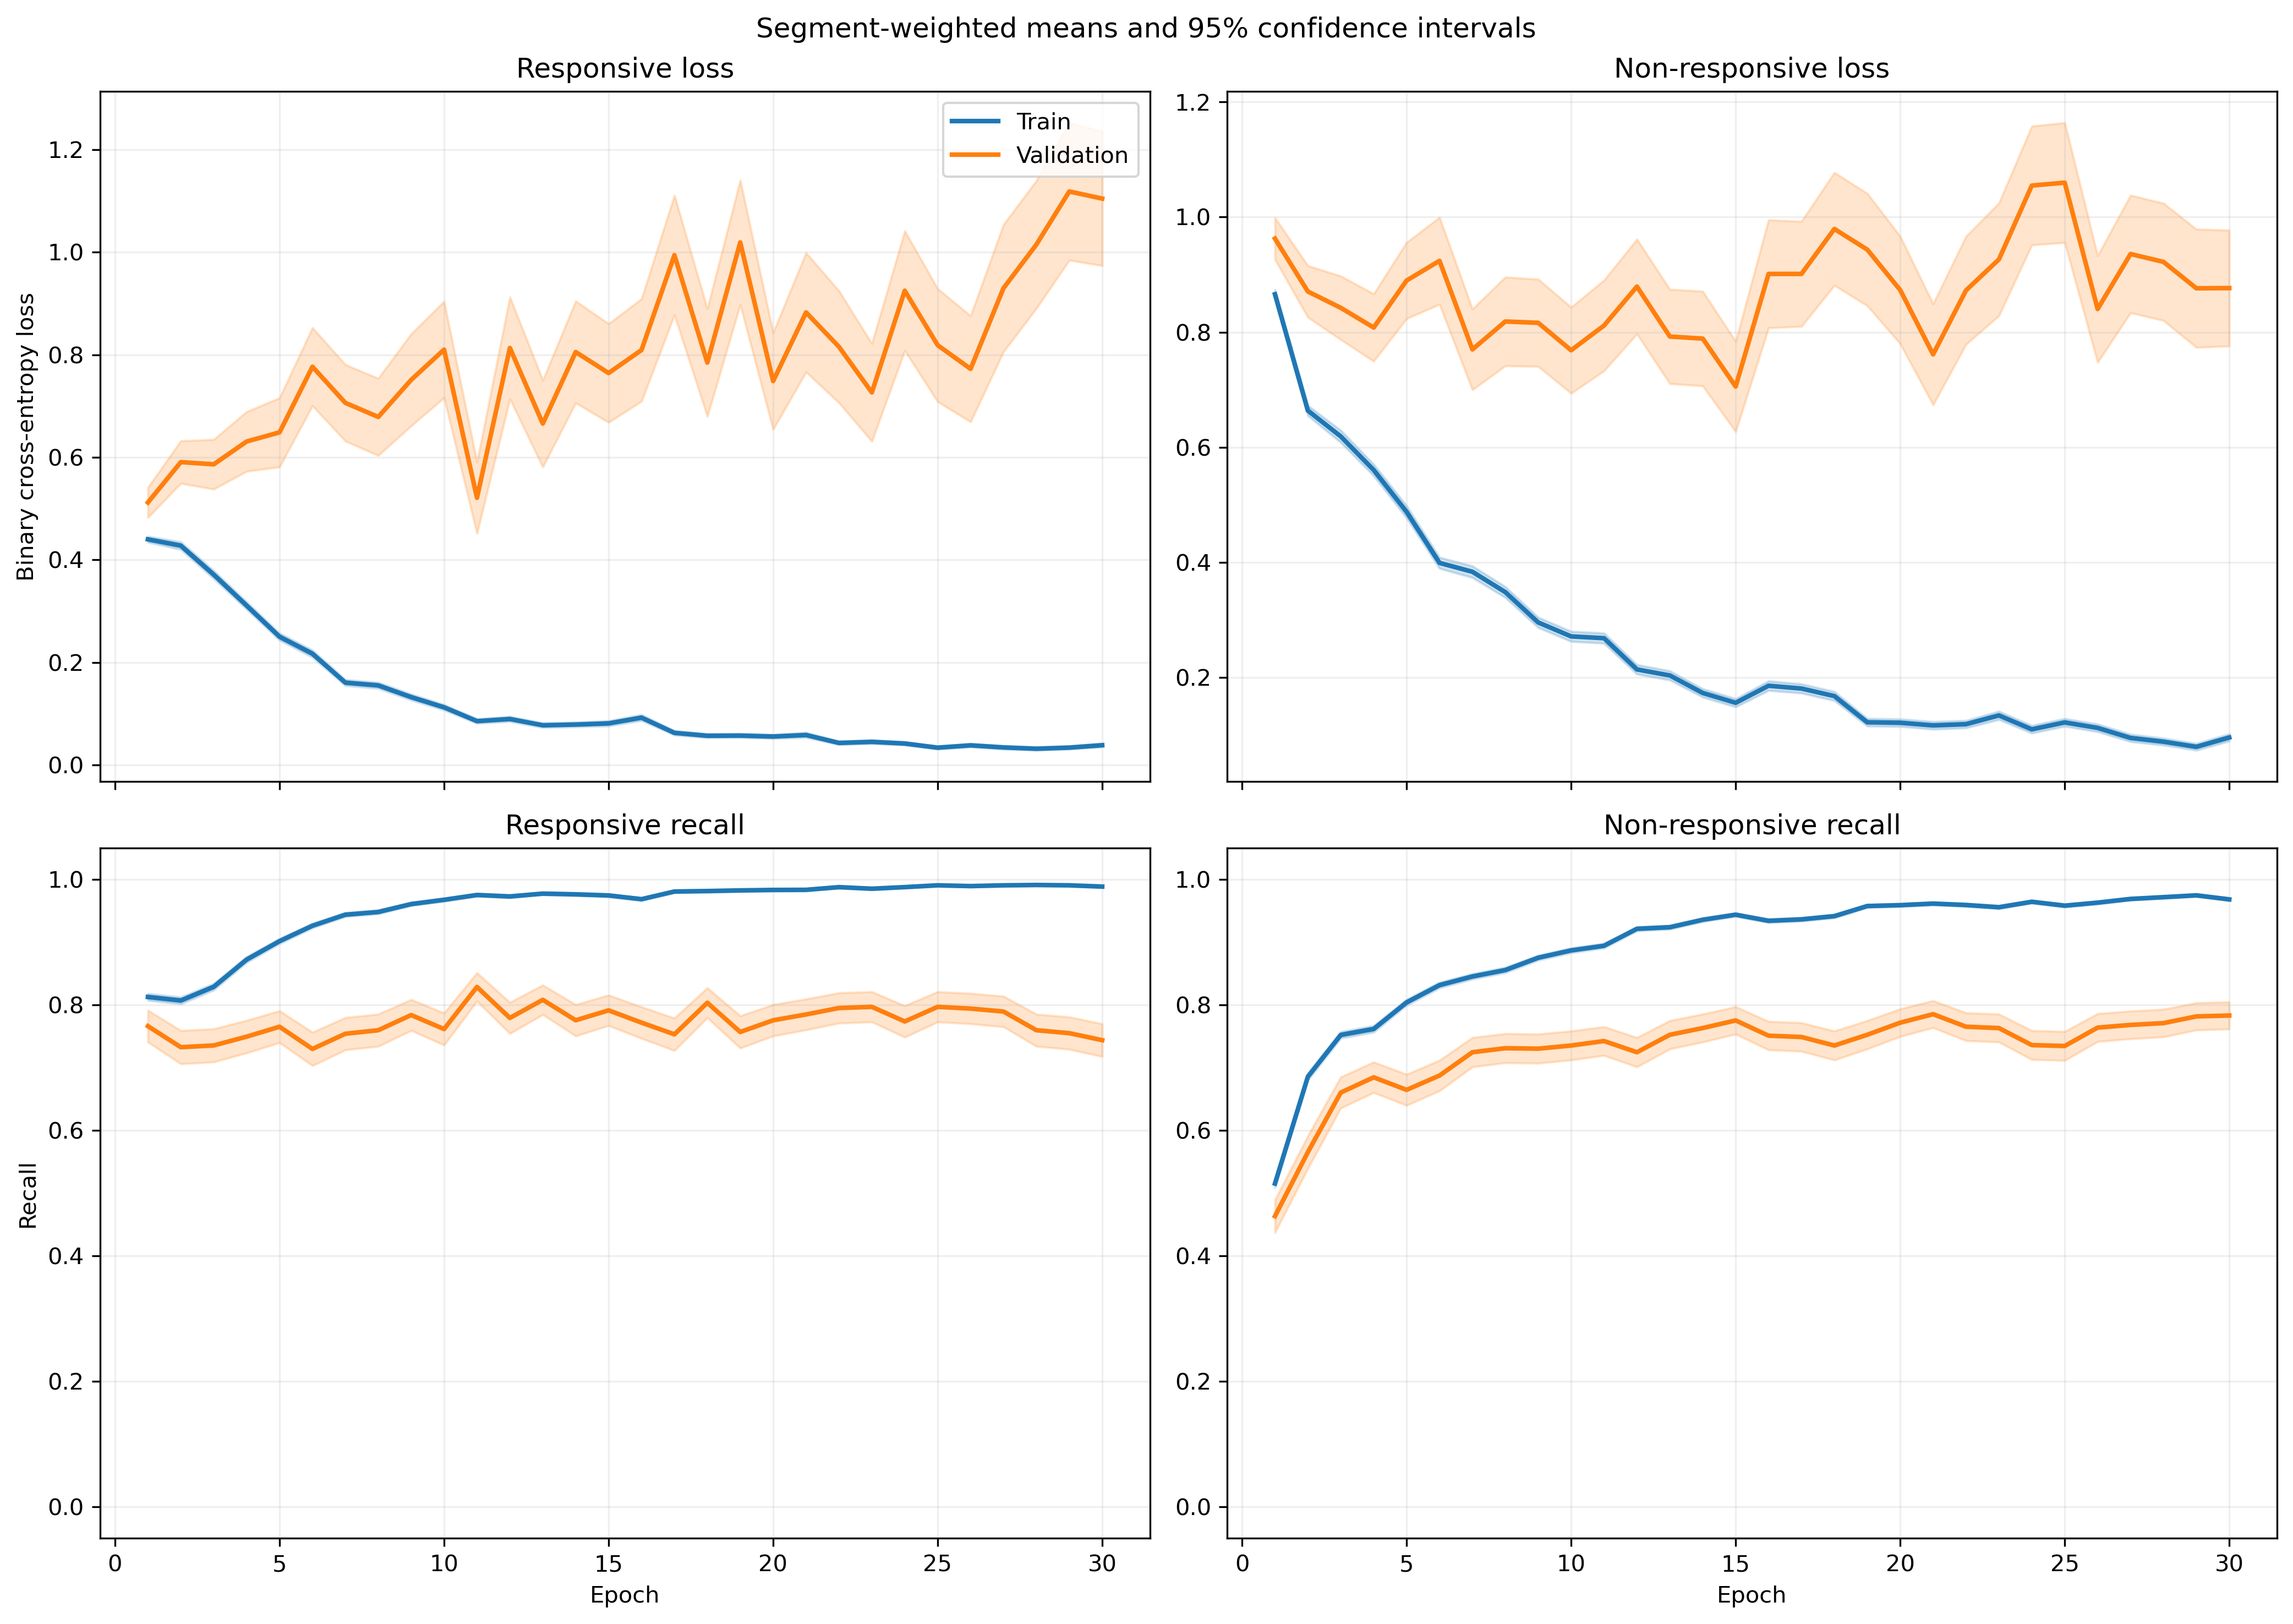 Segment-weighted means and 95% confidence intervals
Responsive loss
Non-responsive loss
Train
Validation
Binary cross-entropy loss
1.2
1.0
0.8
0.6
0.4
0.2
0.0
1.2
1.0
0.8
0.6
0.4
0.2
Responsive recall
Non-responsive recall
Recall
1.0
0.8
0.6
0.4
0.2
0.0
1.0
0.8
0.6
0.4
0.2
0.0
0 5 10 15 20 25 30
0 5 10 15 20 25 30
Epoch
Epoch